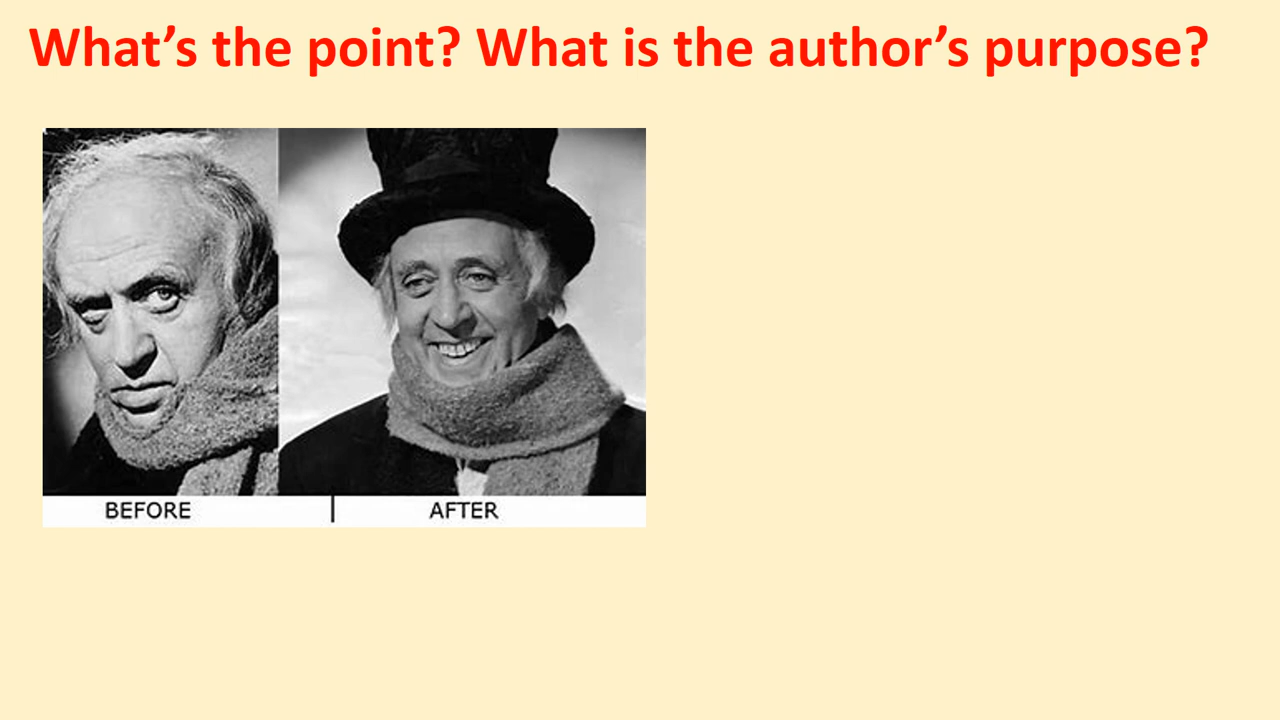 What’s the point? What is the author’s purpose?
BEFORE | AFTER